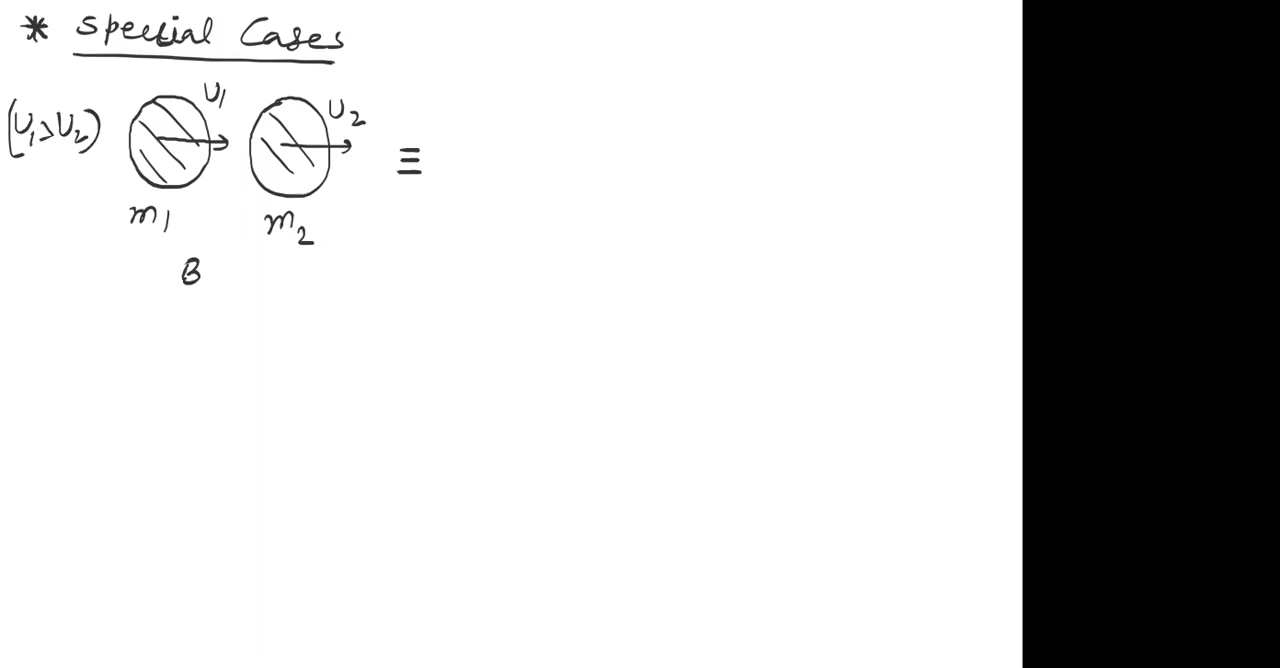 * Special Cases
(U₁>U₂) U₁ U₂ ≡
m₁ m₂
B